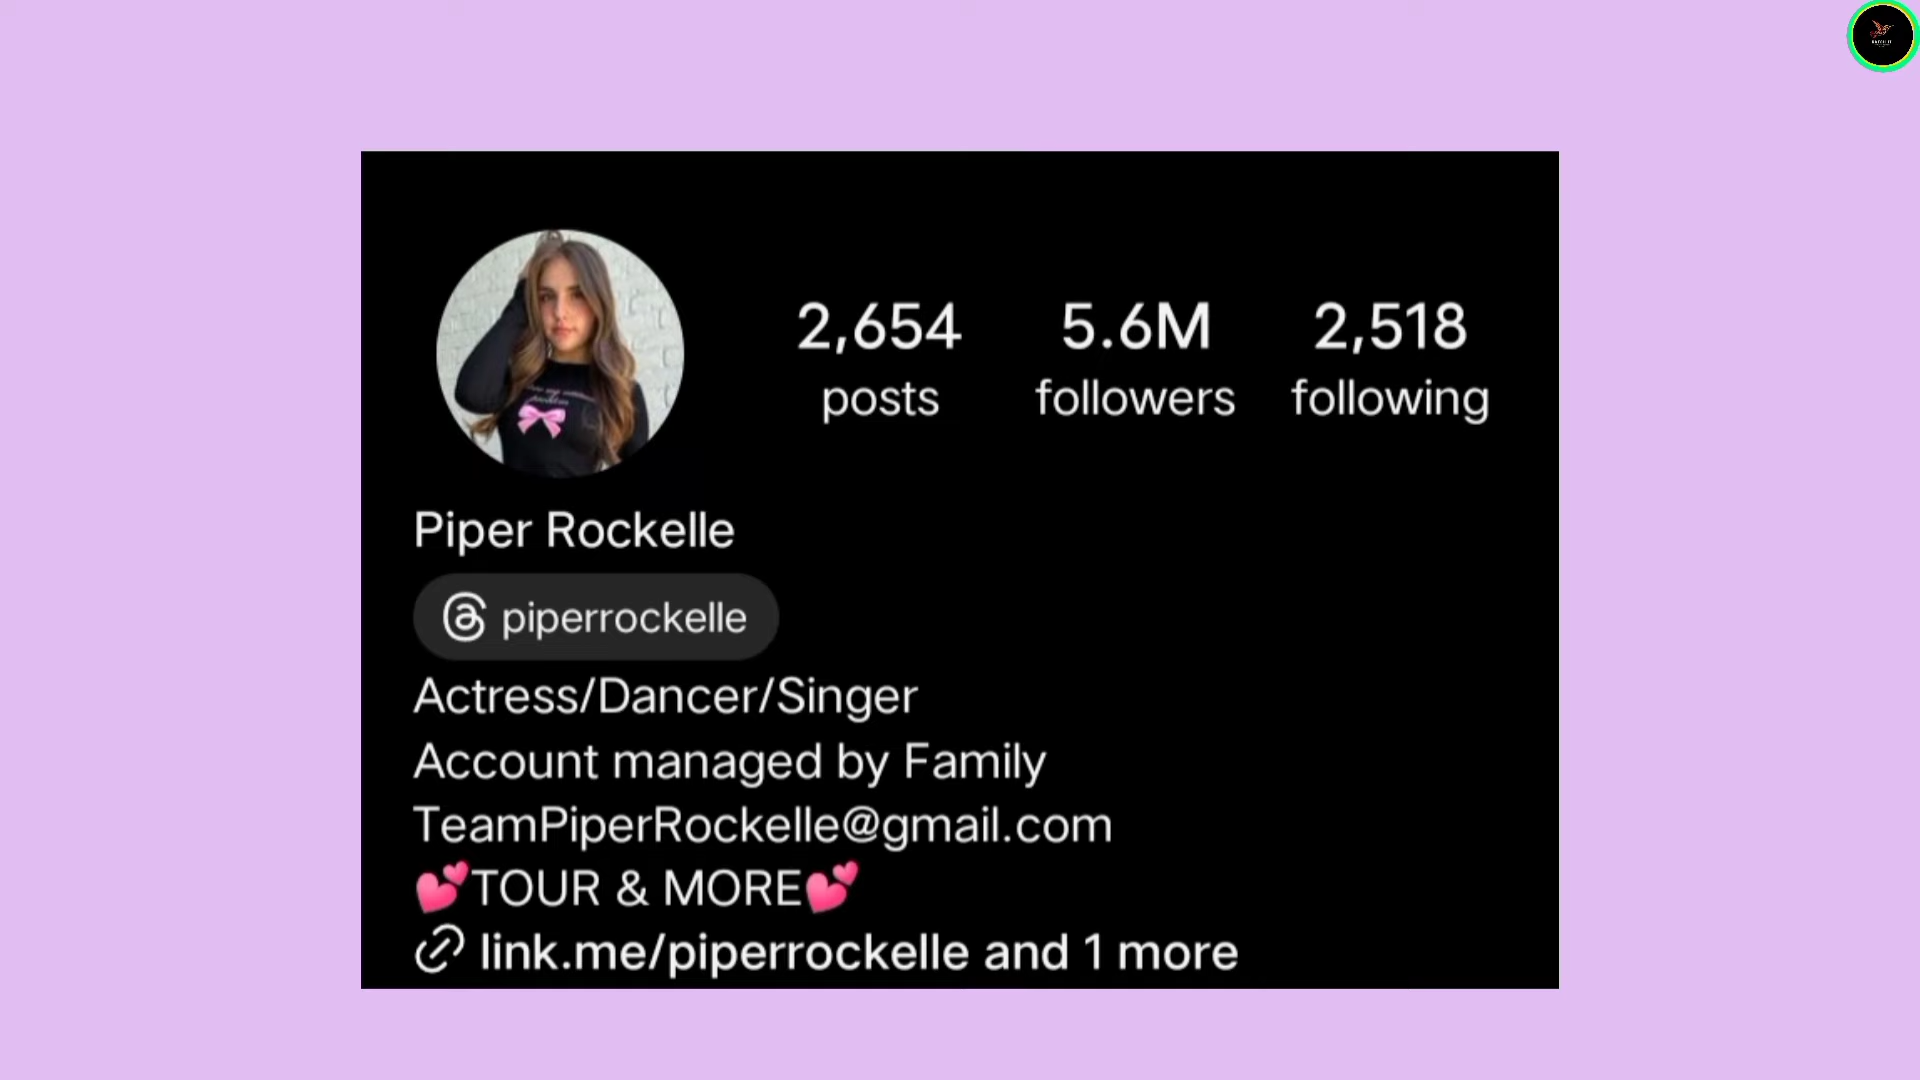 2,654 5.6M 2,518
posts followers following
Piper Rockelle
piperrockelle
Actress/Dancer/Singer
Account managed by Family
TeamPiperRockelle@gmail.com
💕TOUR & MORE💕
link.me/piperrockelle and 1 more